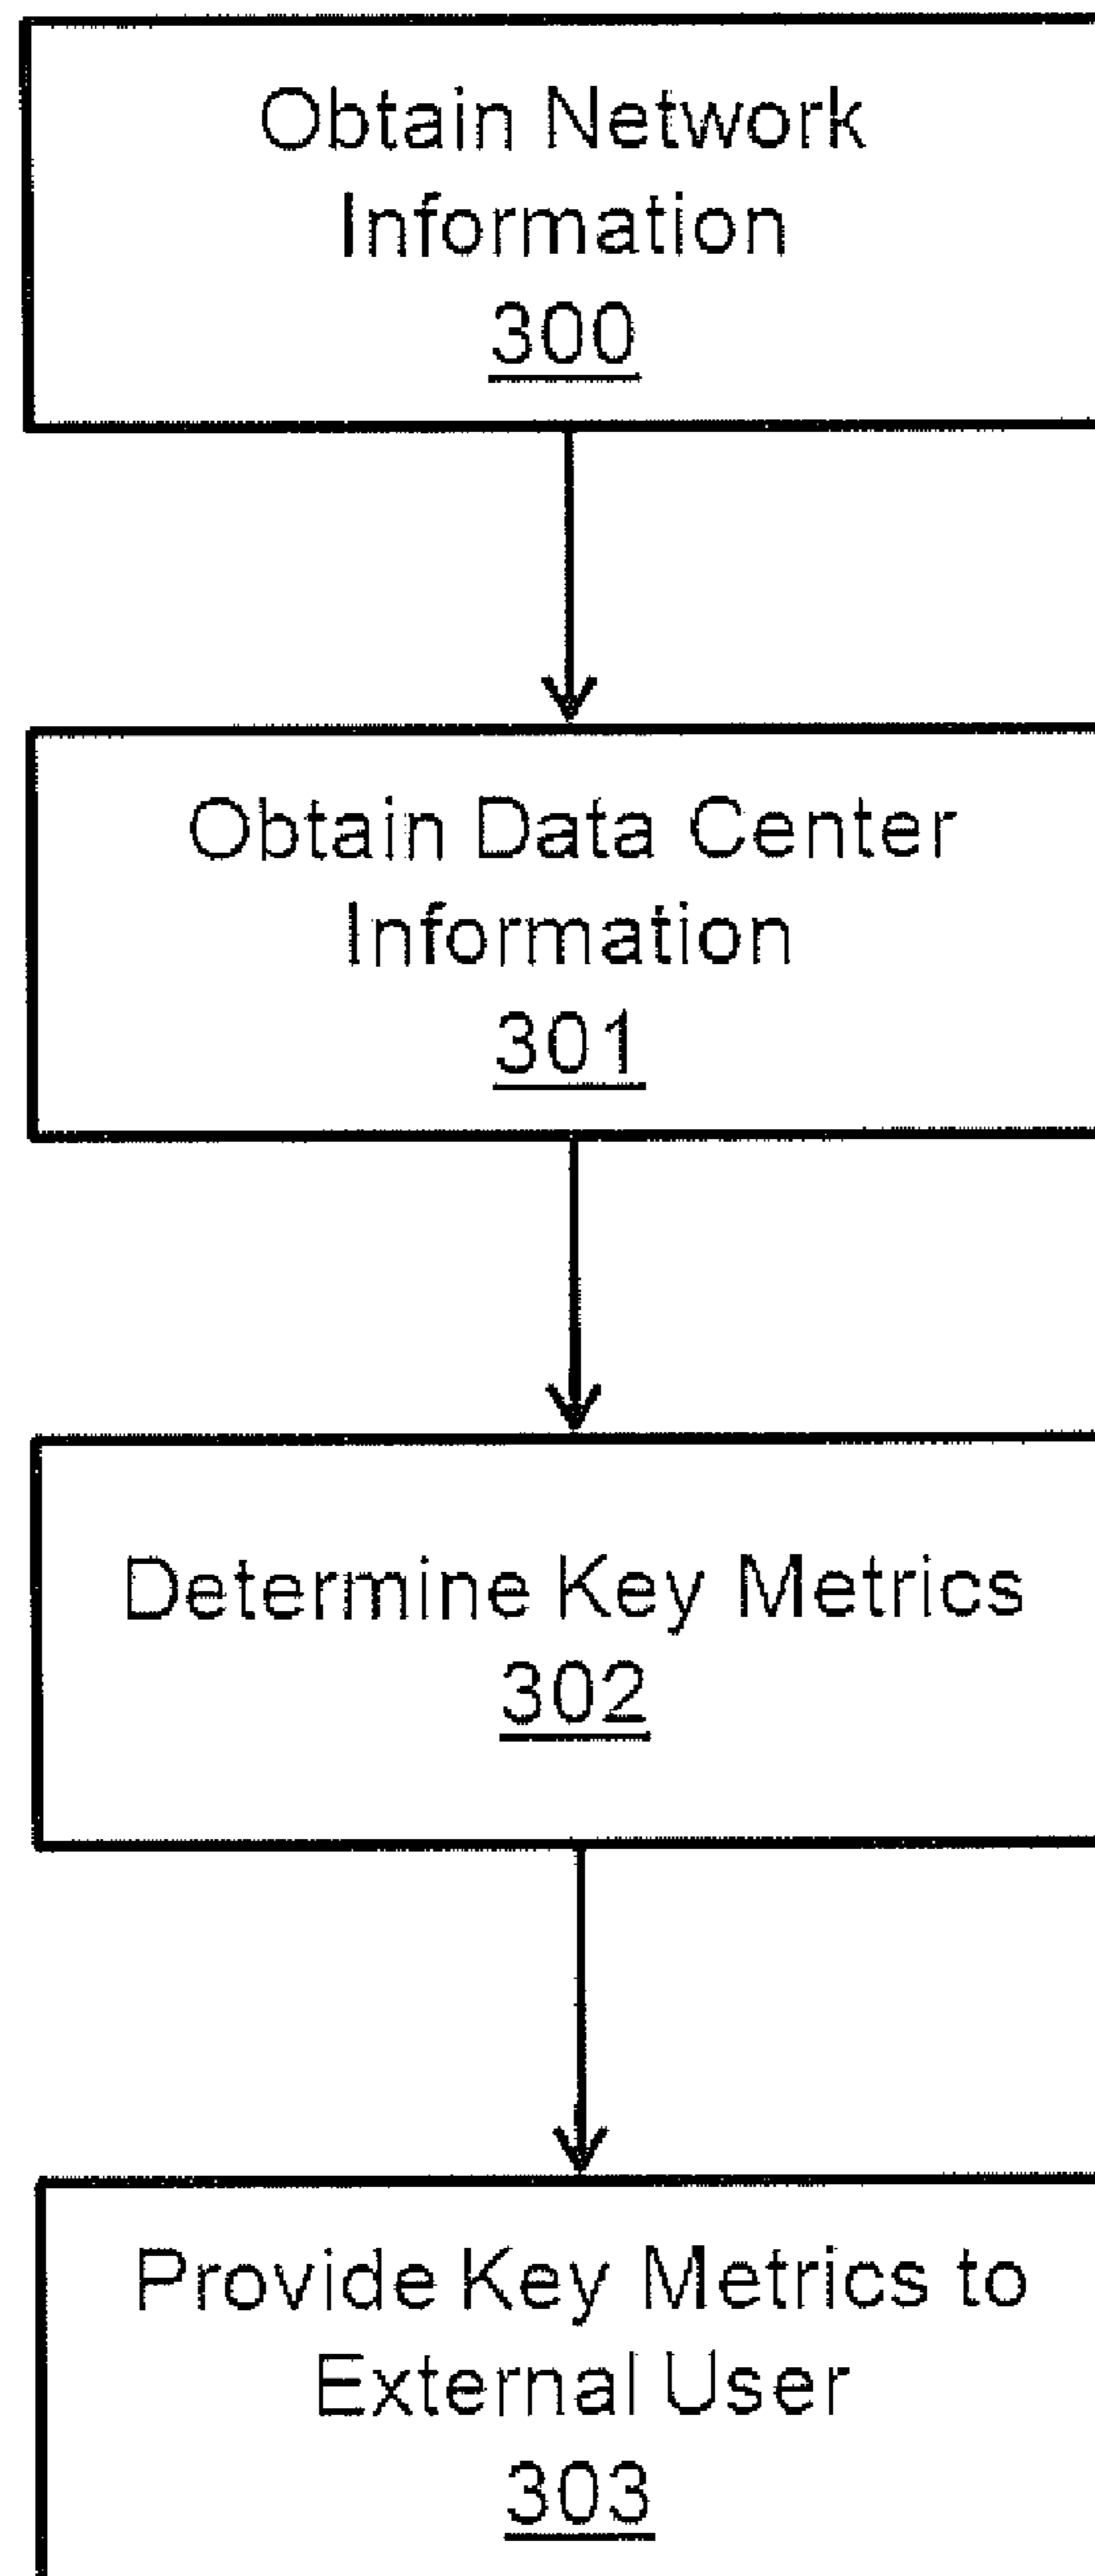 Obtain Network
Information
300
Obtain Data Center
Information
301
Determine Key Metrics
302
Provide Key Metrics to
External User
303